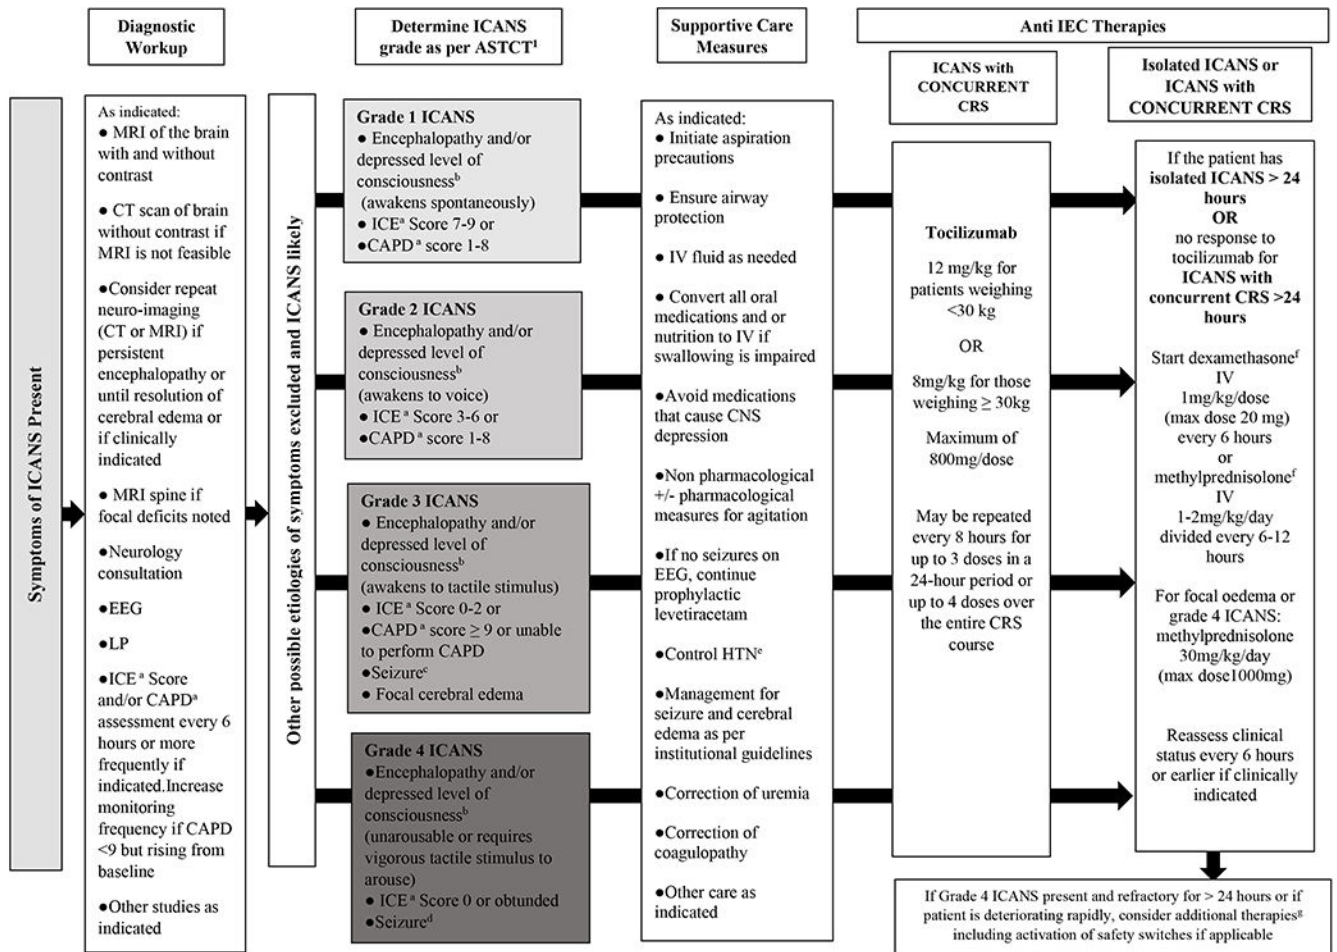 Diagnostic
Workup
Determine ICANS
grade as per ASTCT¹
Supportive Care
Measures
Anti IEC Therapies
ICANS with
CONCURRENT
CRS
Isolated ICANS or
ICANS with
CONCURRENT CRS
Symptoms of ICANS Present
As indicated:
● MRI of the brain
with and without
contrast
● CT scan of brain
without contrast if
MRI is not feasible
●Consider repeat
neuro-imaging
(CT or MRI) if
persistent
encephalopathy or
until resolution of
cerebral edema or
if clinically
indicated
● MRI spine if
focal deficits noted
●Neurology
consultation
●EEG
●LP
●ICE ᵃ Score
and/or CAPDᵃ
assessment every 6
hours or more
frequently if
indicated.Increase
monitoring
frequency if CAPD
<9 but rising from
baseline
●Other studies as
indicated
Other possible etiologies of symptoms excluded and ICANS likely
Grade 1 ICANS
● Encephalopathy and/or
depressed level of
consciousnessᵇ
(awakens spontaneously)
● ICEᵃ Score 7-9 or
●CAPD ᵃ score 1-8
Grade 2 ICANS
● Encephalopathy and/or
depressed level of
consciousnessᵇ
(awakens to voice)
● ICE ᵃ Score 3-6 or
●CAPD ᵃ score 1-8
Grade 3 ICANS
● Encephalopathy and/or
depressed level of
consciousnessᵇ
(awakens to tactile stimulus)
● ICE ᵃ Score 0-2 or
●CAPD ᵃ score ≥ 9 or unable
to perform CAPD
●Seizureᶜ
● Focal cerebral edema
Grade 4 ICANS
●Encephalopathy and/or
depressed level of
consciousnessᵇ
(unarousable or requires
vigorous tactile stimulus to
arouse)
● ICE ᵃ Score 0 or obtunded
●Seizureᵈ
As indicated:
● Initiate aspiration
precautions
● Ensure airway
protection
● IV fluid as needed
● Convert all oral
medications and or
nutrition to IV if
swallowing is impaired
●Avoid medications
that cause CNS
depression
●Non pharmacological
+/- pharmacological
measures for agitation
●If no seizures on
EEG, continue
prophylactic
levetiracetam
●Control HTNᵉ
●Management for
seizure and cerebral
edema as per
institutional guidelines
●Correction of uremia
●Correction of
coagulopathy
●Other care as
indicated
Tocilizumab
12 mg/kg for
patients weighing
<30 kg
OR
8mg/kg for those
weighing ≥ 30kg
Maximum of
800mg/dose
May be repeated
every 8 hours for
up to 3 doses in a
24-hour period or
up to 4 doses over
the entire CRS
course
If the patient has
isolated ICANS > 24
hours
OR
no response to
tocilizumab for
ICANS with
concurrent CRS >24
hours
Start dexamethasoneᶠ
IV
1mg/kg/dose
(max dose 20 mg)
every 6 hours
or
methylprednisoloneᶠ
IV
1-2mg/kg/day
divided every 6-12
hours
For focal oedema or
grade 4 ICANS:
methylprednisolone
30mg/kg/day
(max dose1000mg)
Reassess clinical
status every 6 hours
or earlier if clinically
indicated
If Grade 4 ICANS present and refractory for > 24 hours or if
patient is deteriorating rapidly, consider additional therapiesᵍ
including activation of safety switches if applicable